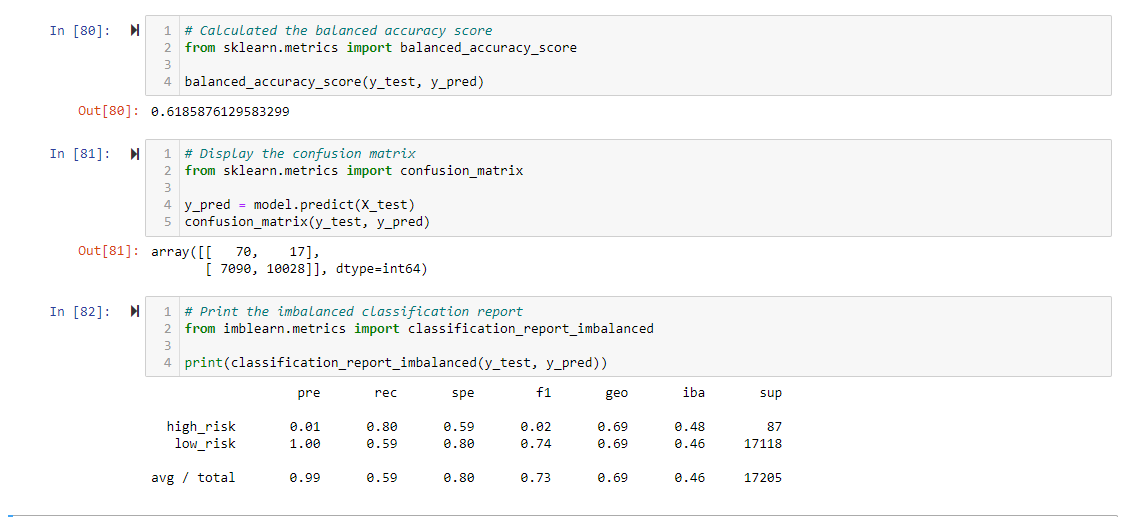 In [80]:
1 # Calculated the balanced accuracy score
2 from sklearn.metrics import balanced_accuracy_score
3
4 balanced_accuracy_score(y_test, y_pred)
Out[80]: 0.6185876129583299
In [81]:
1 # Display the confusion matrix
2 from sklearn.metrics import confusion_matrix
3
4 y_pred = model.predict(X_test)
5 confusion_matrix(y_test, y_pred)
Out[81]: array([[   70,    17],
       [ 7090, 10028]], dtype=int64)
In [82]:
1 # Print the imbalanced classification report
2 from imblearn.metrics import classification_report_imbalanced
3
4 print(classification_report_imbalanced(y_test, y_pred))
pre rec spe f1 geo iba sup
high_risk 0.01 0.80 0.59 0.02 0.69 0.48 87
low_risk 1.00 0.59 0.80 0.74 0.69 0.46 17118
avg / total 0.99 0.59 0.80 0.73 0.69 0.46 17205